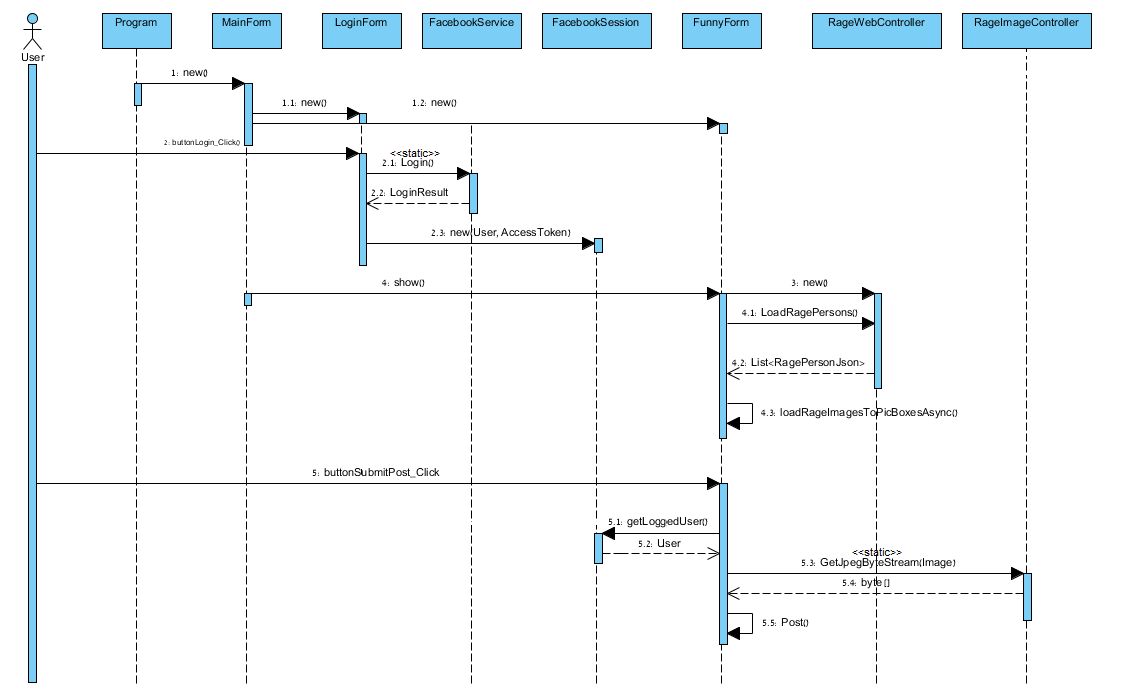 Program
MainForm
LoginForm
FacebookService
FacebookSession
FunnyForm
RageWebController
RageImageController
User
1: new()
1.1: new()
1.2: new()
2: buttonLogin_Click()
<<static>>
2.1: Login()
2.2: LoginResult
2.3: new(User, AccessToken)
4: show()
3: new()
4.1: LoadRagePersons()
4.2: List<RagePersonJson>
4.3: loadRageImagesToPicBoxesAsync()
5: buttonSubmitPost_Click
5.1: getLoggedUser()
5.2: User
<<static>>
5.3: GetJpegByteStream(Image)
5.4: byte[]
5.5: Post()